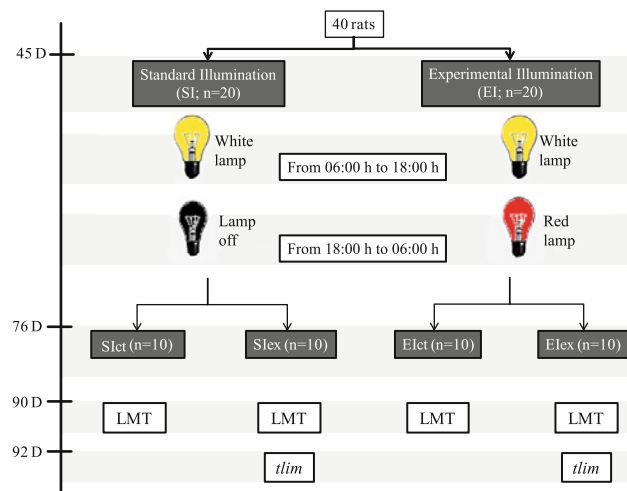 40 rats
45 D
Standard Illumination
(SI; n=20)
Experimental Illumination
(EI; n=20)
White
lamp
White
lamp
From 06:00 h to 18:00 h
Lamp
off
Red
lamp
From 18:00 h to 06:00 h
76 D
SIct (n=10)
SIex (n=10)
EIct (n=10)
EIex (n=10)
90 D
LMT
LMT
LMT
LMT
92 D
tlim
tlim